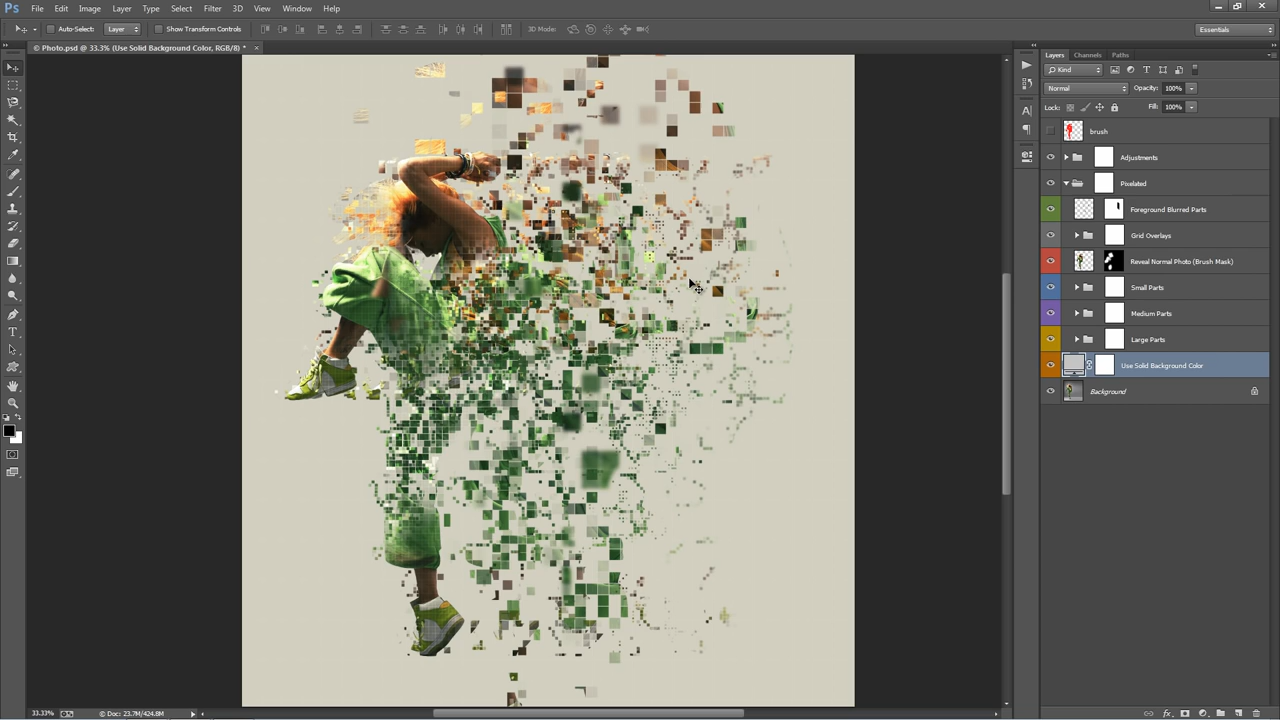 Ps File Edit Image Layer Type Select Filter 3D View Window Help
Auto-Select: Layer Show Transform Controls 3D Mode: Essentials
© Photo.psd @ 33.3% (Use Solid Background Color, RGB/8) * ×
Layers Channels Paths
Kind
Normal Opacity: 100%
Lock: Fill: 100%
brush
Adjustments
Pixelated
Foreground Blurred Parts
Grid Overlays
Reveal Normal Photo (Brush Mask)
Small Parts
Medium Parts
Large Parts
Use Solid Background Color
Background
33.33% © Doc: 23.7M/424.8M